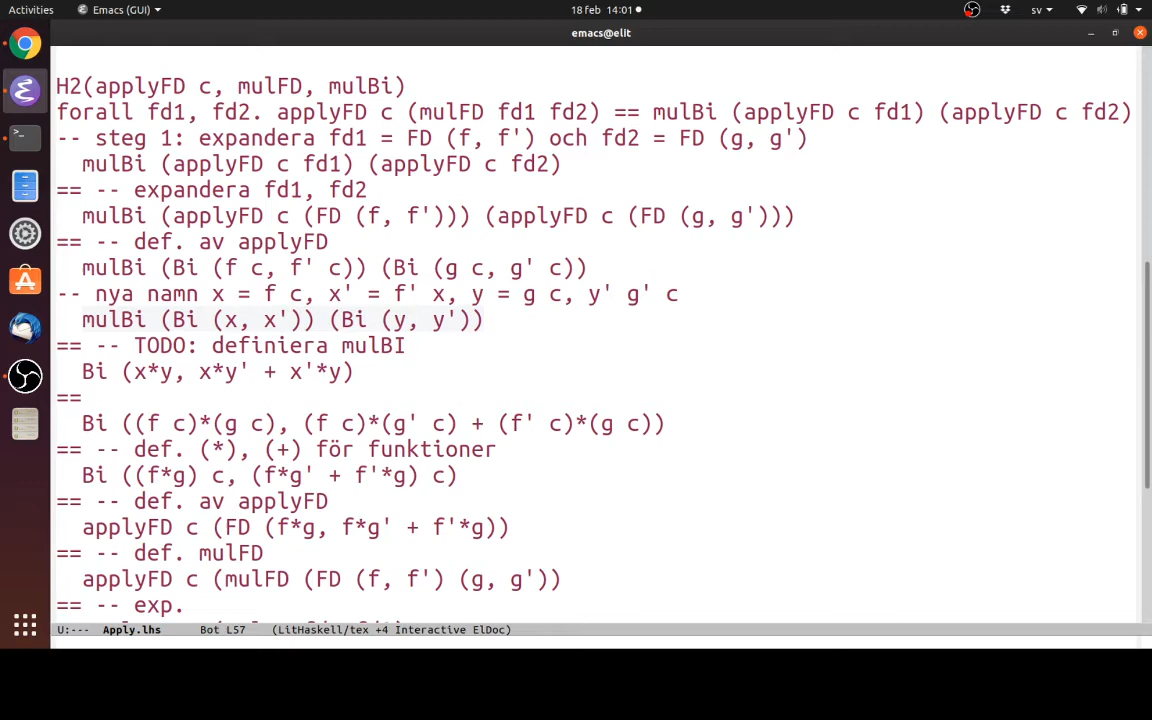 Activities Emacs (GUI) 18 feb 14:01 sv
emacs@elit
H2(applyFD c, mulFD, mulBi)
forall fd1, fd2. applyFD c (mulFD fd1 fd2) == mulBi (applyFD c fd1) (applyFD c fd2)
-- steg 1: expandera fd1 = FD (f, f') och fd2 = FD (g, g')
mulBi (applyFD c fd1) (applyFD c fd2)
== -- expandera fd1, fd2
mulBi (applyFD c (FD (f, f'))) (applyFD c (FD (g, g')))
== -- def. av applyFD
mulBi (Bi (f c, f' c)) (Bi (g c, g' c))
-- nya namn x = f c, x' = f' x, y = g c, y' g' c
mulBi (Bi (x, x')) (Bi (y, y'))
== -- TODO: definiera mulBI
Bi (x*y, x*y' + x'*y)
==
Bi ((f c)*(g c), (f c)*(g' c) + (f' c)*(g c))
== -- def. (*), (+) för funktioner
Bi ((f*g) c, (f*g' + f'*g) c)
== -- def. av applyFD
applyFD c (FD (f*g, f*g' + f'*g))
== -- def. mulFD
applyFD c (mulFD (FD (f, f') (g, g'))
== -- exp.
U:--- Apply.lhs Bot L57 (LitHaskell/tex +4 Interactive ElDoc)